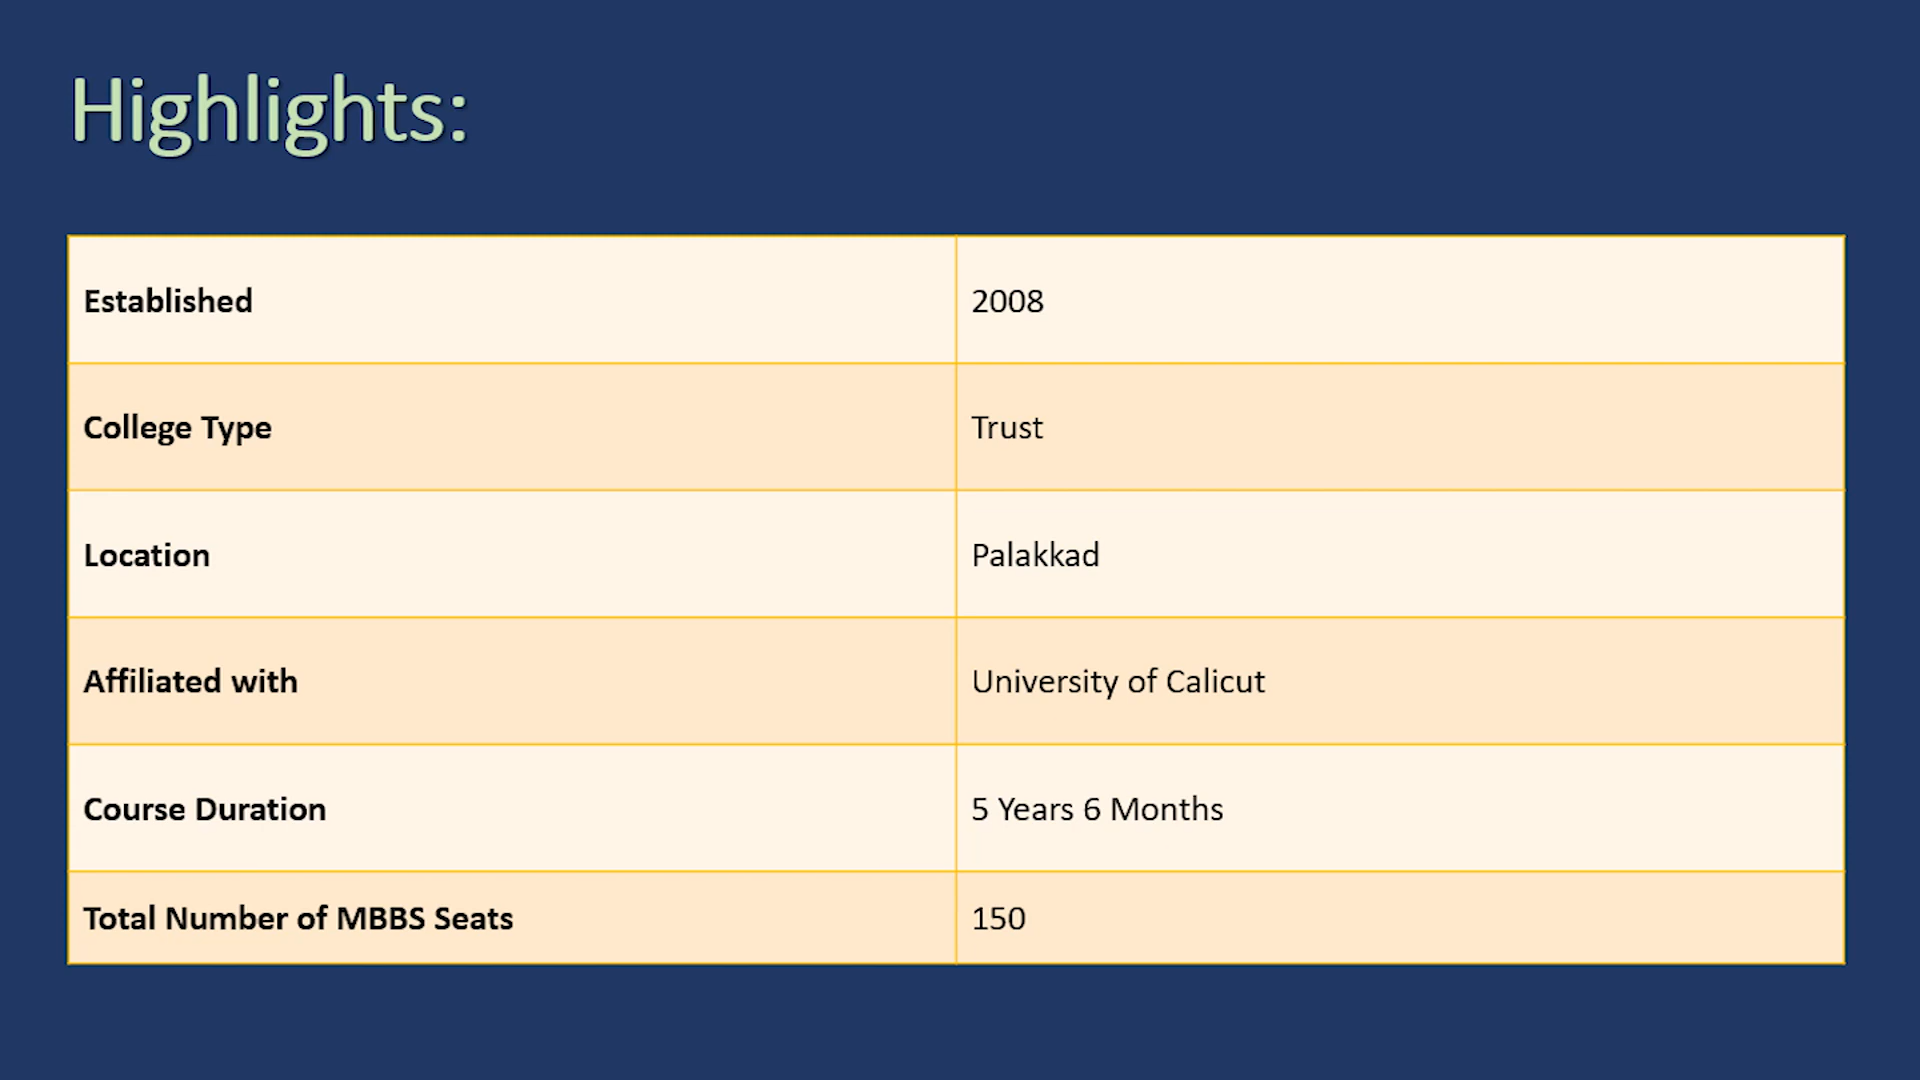 Highlights:
Established 2008
College Type Trust
Location Palakkad
Affiliated with University of Calicut
Course Duration 5 Years 6 Months
Total Number of MBBS Seats 150